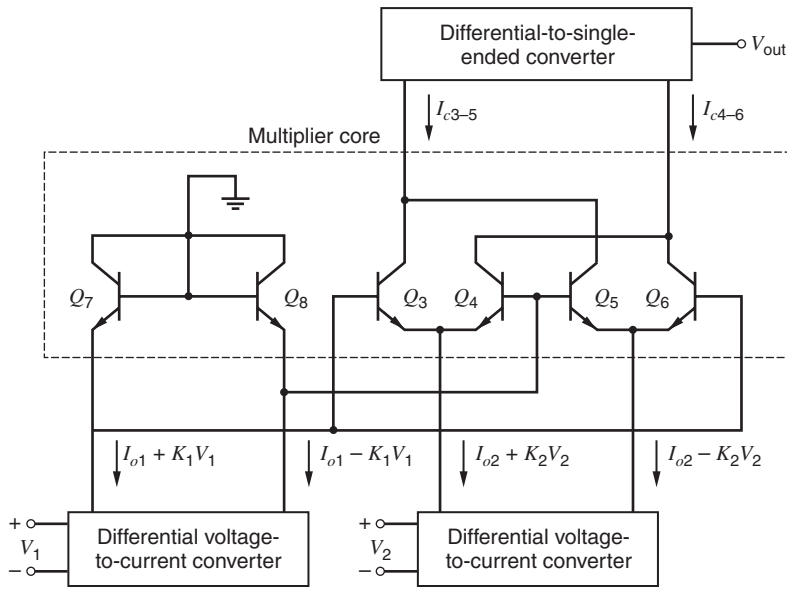 Differential-to-single-
ended converter
V_out
I_c3–5
I_c4–6
Multiplier core
Q_7
Q_8
Q_3
Q_4
Q_5
Q_6
I_o1 + K_1V_1
I_o1 − K_1V_1
I_o2 + K_2V_2
I_o2 − K_2V_2
+
V_1
−
Differential voltage-
to-current converter
+
V_2
−
Differential voltage-
to-current converter